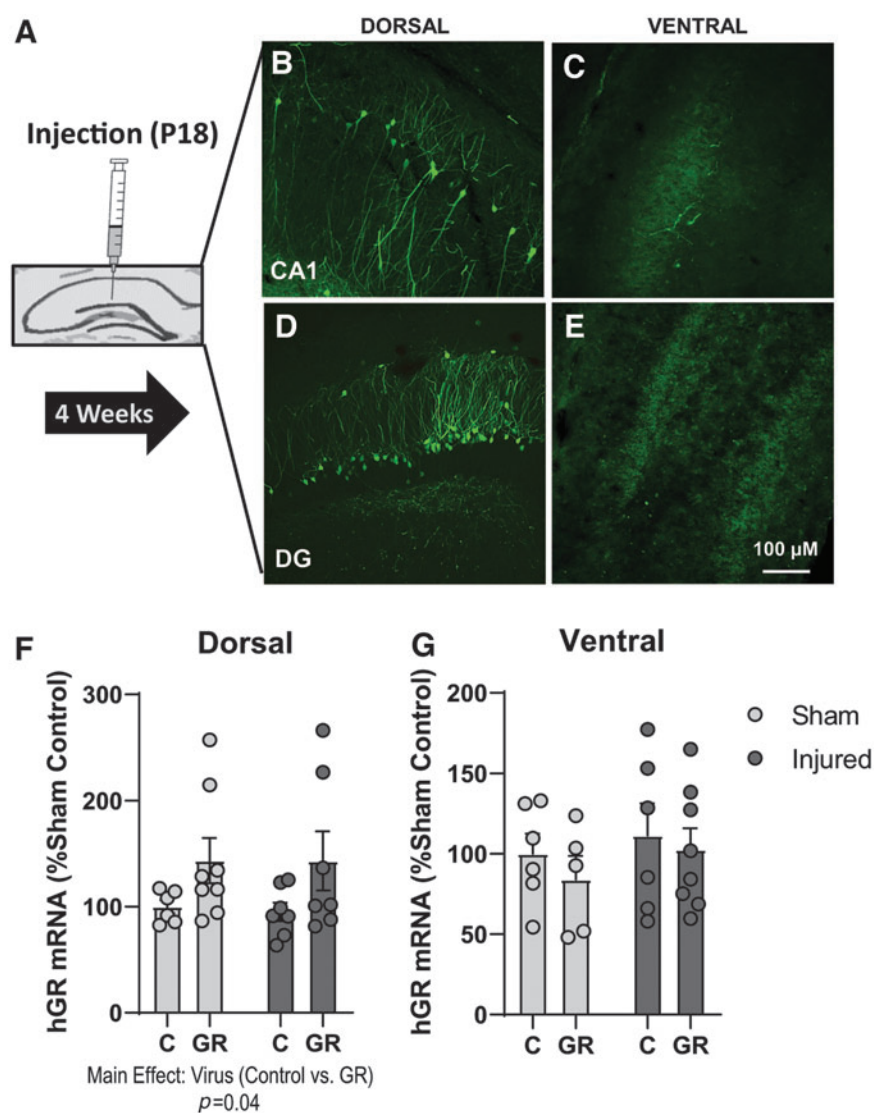 A
DORSAL
VENTRAL
B
C
Injection (P18)
CA1
D
E
4 Weeks
DG
100 µM
F
Dorsal
G
Ventral
hGR mRNA (%Sham Control)
300
200
100
0
C GR C GR
Main Effect: Virus (Control vs. GR)
p=0.04
hGR mRNA (%Sham Control)
200
150
100
50
0
C GR C GR
Sham
Injured